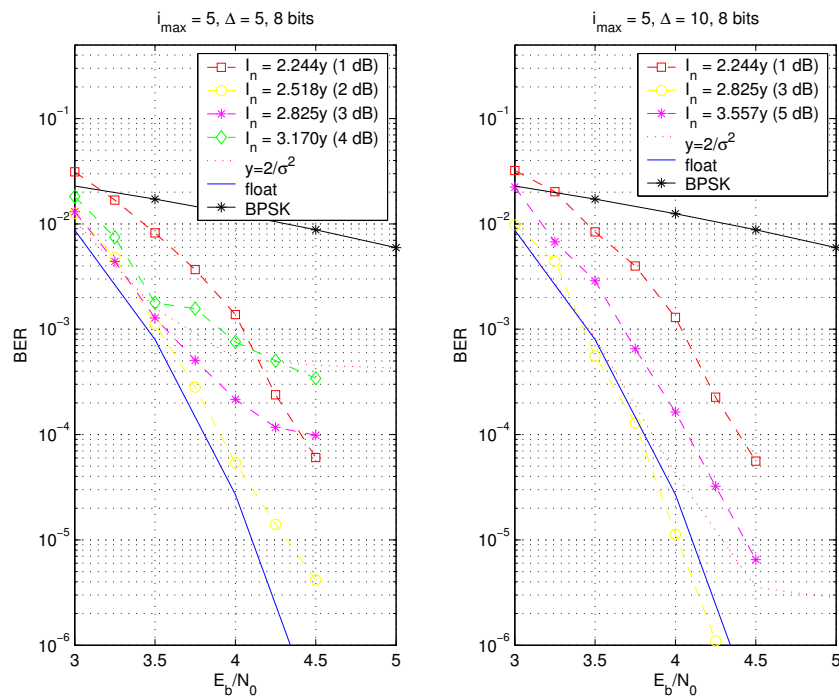 i_max = 5, Δ = 5, 8 bits
I_n = 2.244y (1 dB)
I_n = 2.518y (2 dB)
I_n = 2.825y (3 dB)
I_n = 3.170y (4 dB)
y=2/σ^2
float
BPSK
10^−1
10^−2
10^−3
10^−4
10^−5
10^−6
BER
3
3.5
4
4.5
5
E_b/N_0
i_max = 5, Δ = 10, 8 bits
I_n = 2.244y (1 dB)
I_n = 2.825y (3 dB)
I_n = 3.557y (5 dB)
y=2/σ^2
float
BPSK
10^−1
10^−2
10^−3
10^−4
10^−5
10^−6
BER
3
3.5
4
4.5
5
E_b/N_0